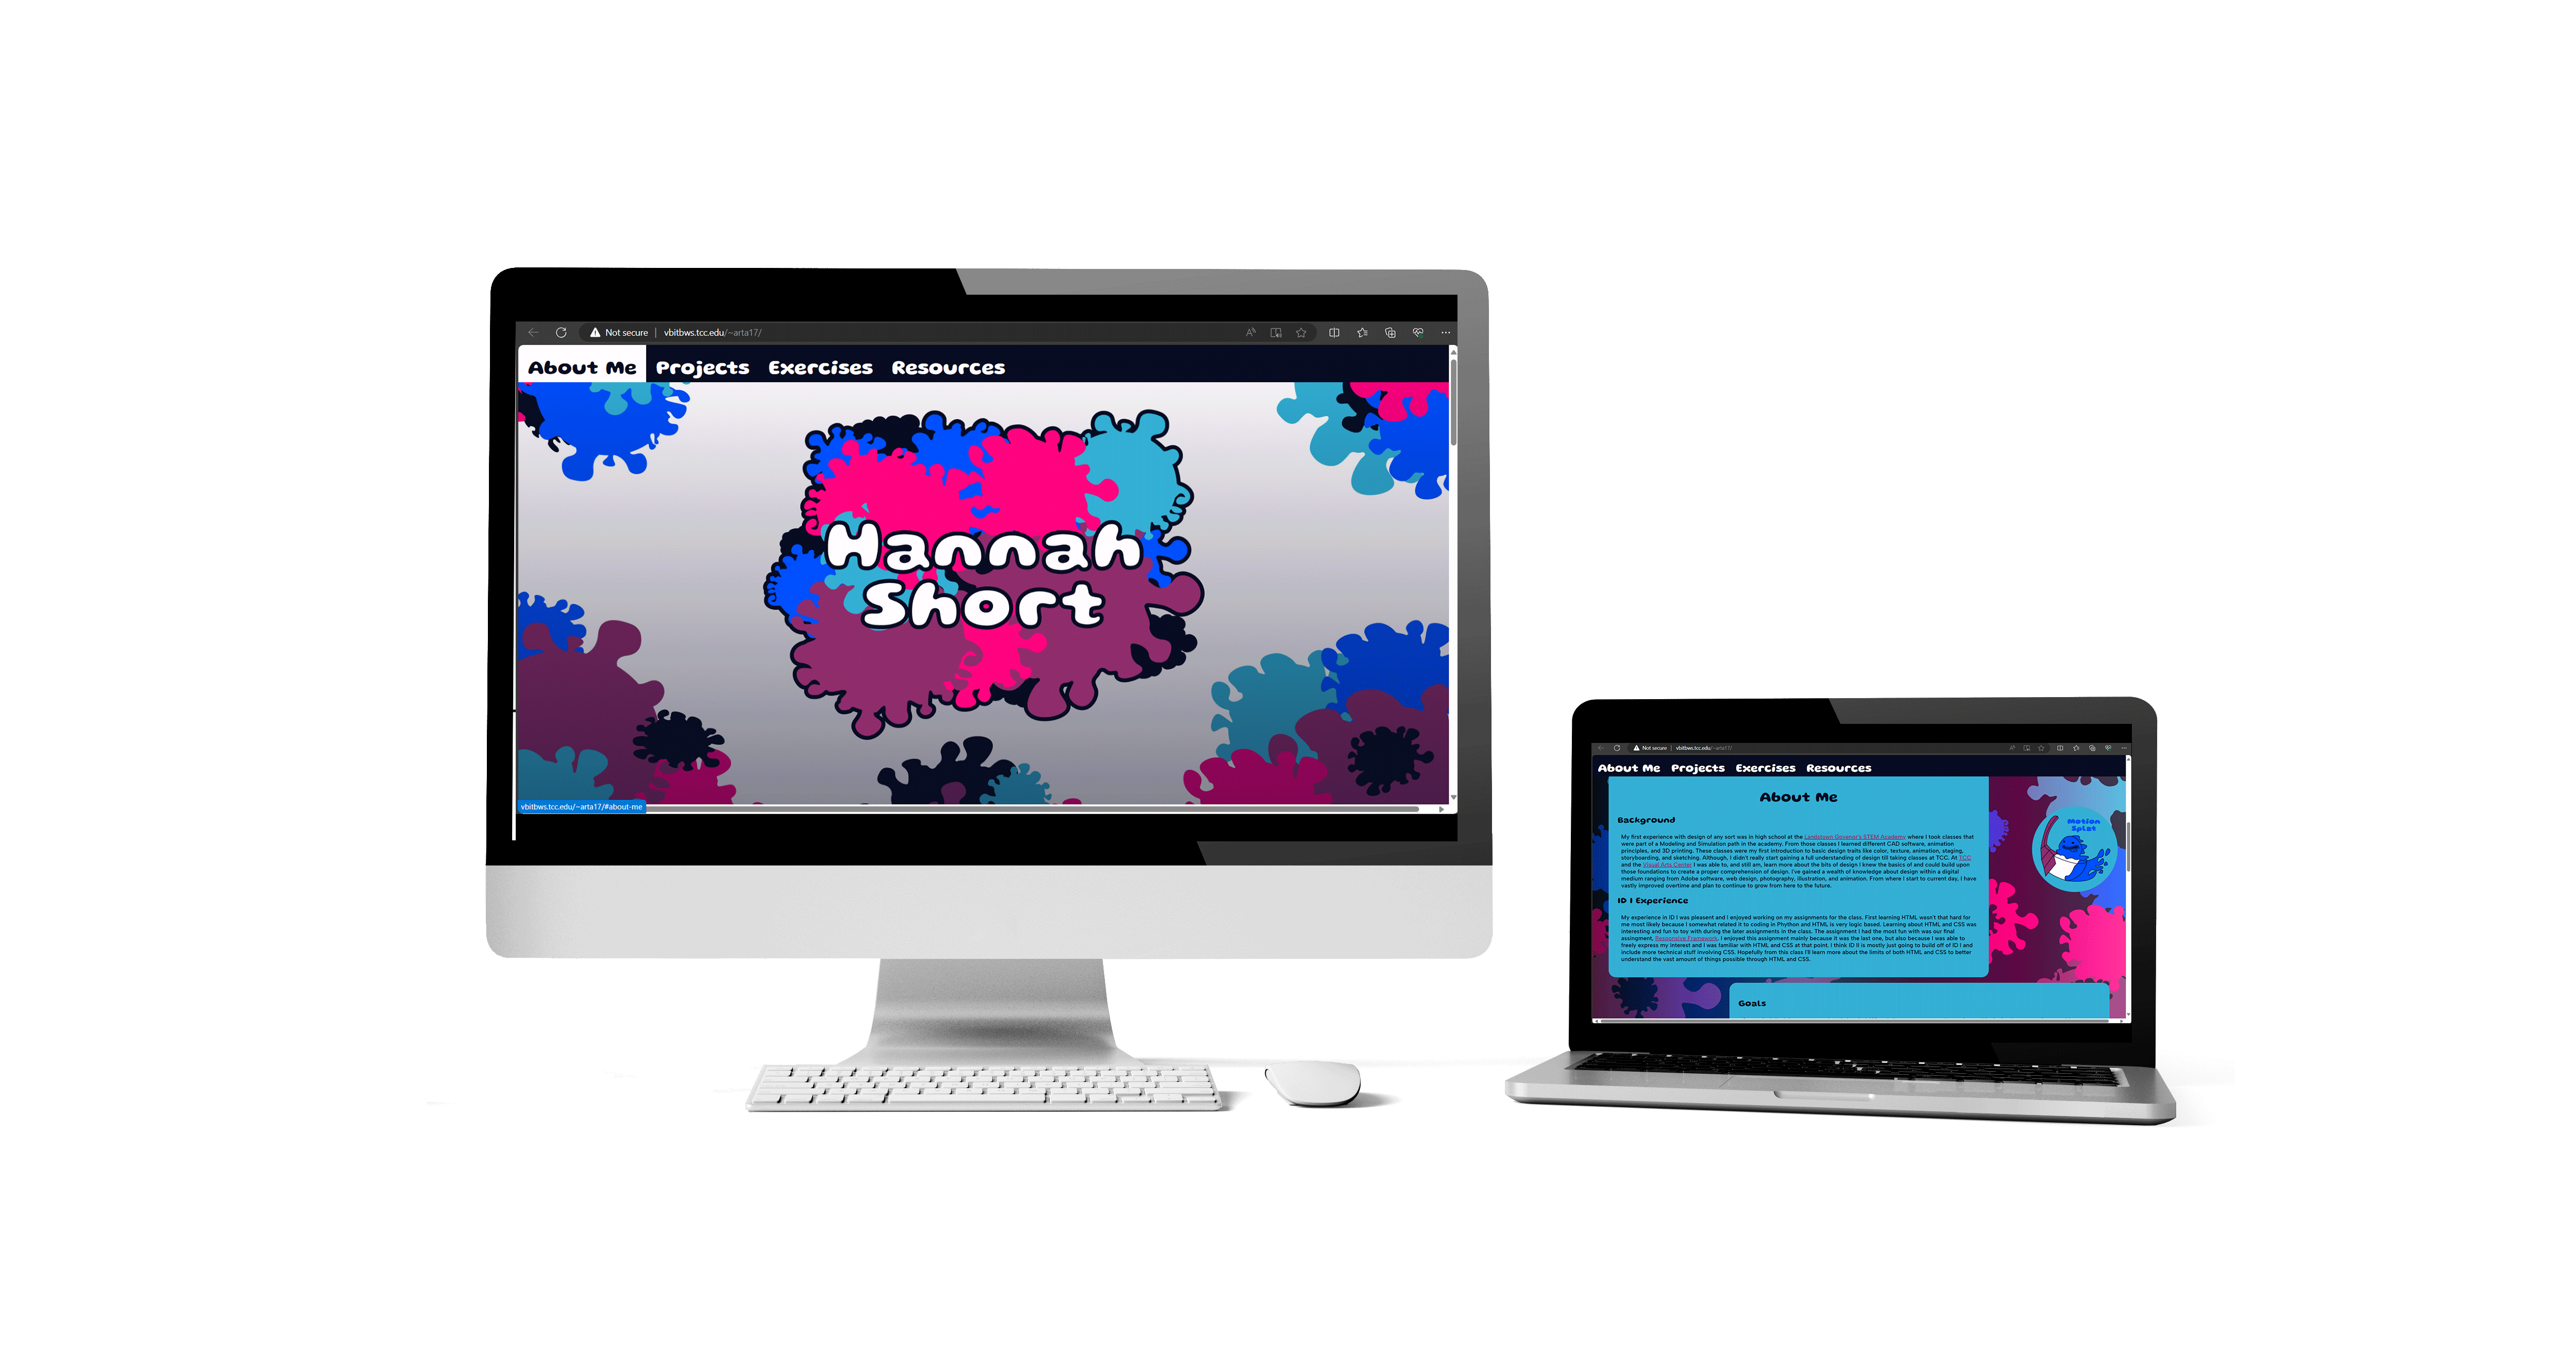 Not secure | vbitbws.tcc.edu/~arta17/
About Me Projects Exercises Resources
Hannah
Short
vbitbws.tcc.edu/~arta17/#about-me
Not secure | vbitbws.tcc.edu/~arta17/
About Me Projects Exercises Resources
About Me
Motion
Splat
Background
My first experience with design of any sort was in high school at the Landstown Govenor's STEM Academy where I took classes that
were part of a Modeling and Simulation path in the academy. From those classes I learned different CAD software, animation
principles, and 3D printing. These classes were my first introduction to basic design traits like color, texture, animation, staging,
storyboarding, and sketching. Although, I didn't really start gaining a full understanding of design till taking classes at TCC. At TCC
and the Visual Arts Center I was able to, and still am, learn more about the bits of design I knew the basics of and could build upon
those foundations to create a proper comprehension of design. I've gained a wealth of knowledge about design within a digital
medium ranging from Adobe software, web design, photography, illustration, and animation. From where I start to current day, I have
vastly improved overtime and plan to continue to grow from here to the future.
ID I Experience
My experience in ID I was pleasent and I enjoyed working on my assignments for the class. First learning HTML wasn't that hard for
me most likely because I somewhat related it to coding in Phython and HTML is very logic based. Learning about HTML and CSS was
interesting and fun to toy with during the later assignments in the class. The assignment I had the most fun with was our final
assingment, Responsive Framework. I enjoyed this assignment mainly because it was the last one, but also because I was able to
freely express my interest and I was familiar with HTML and CSS at that point. I think ID II is mostly just going to build off of ID I and
include more technical stuff involving CSS. Hopefully from this class I'll learn more about the limits of both HTML and CSS to better
understand the vast amount of things possible through HTML and CSS.
Goals